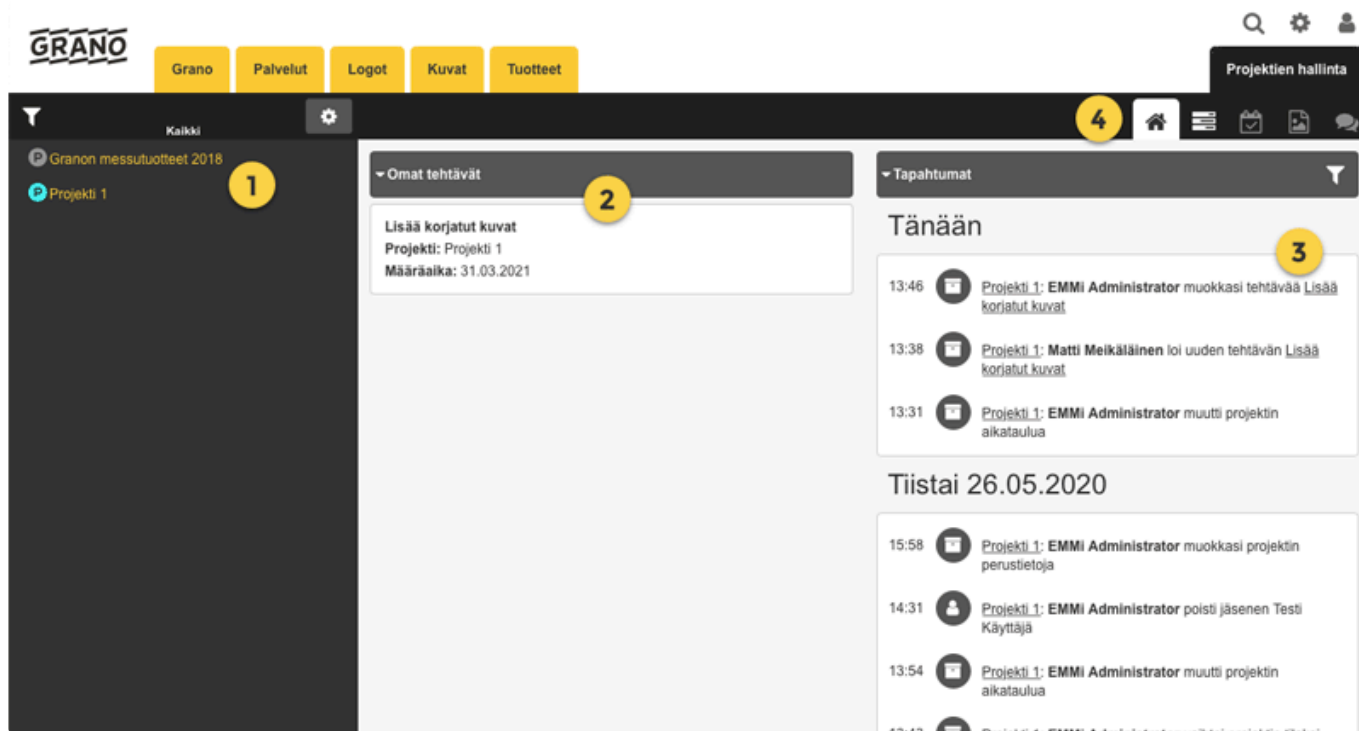 GRANO
Grano
Palvelut
Logot
Kuvat
Tuotteet
Projektien hallinta
Kaikki
4
P Granon messutuotteet 2018
P Projekti 1
1
Omat tehtävät
2
Lisää korjatut kuvat
Projekti: Projekti 1
Määräaika: 31.03.2021
Tapahtumat
Tänään
3
13:46 Projekti 1: EMMi Administrator muokkasi tehtävää Lisää
korjatut kuvat
13:38 Projekti 1: Matti Meikäläinen loi uuden tehtävän Lisää
korjatut kuvat
13:31 Projekti 1: EMMi Administrator muutti projektin
aikataulua
Tiistai 26.05.2020
15:58 Projekti 1: EMMi Administrator muokkasi projektin
perustietoja
14:31 Projekti 1: EMMi Administrator poisti jäsenen Testi
Käyttäjä
13:54 Projekti 1: EMMi Administrator muutti projektin
aikataulua